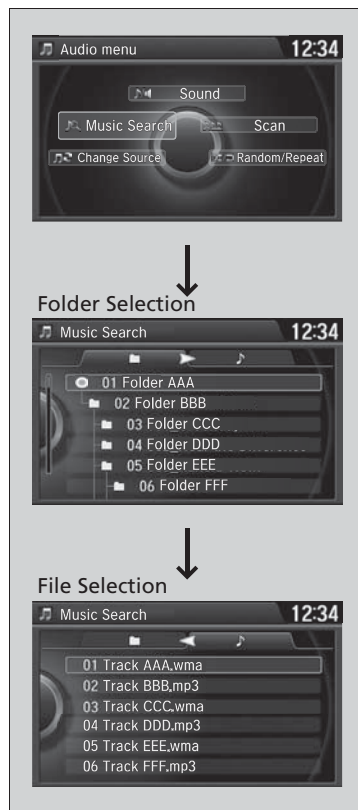 Audio menu 12:34
Sound
Music Search Scan
Change Source Random/Repeat
Folder Selection
Music Search 12:34
01 Folder AAA
02 Folder BBB
03 Folder CCC
04 Folder DDD
05 Folder EEE
06 Folder FFF
File Selection
Music Search 12:34
01 Track AAA.wma
02 Track BBB.mp3
03 Track CCC.wma
04 Track DDD.mp3
05 Track EEE.wma
06 Track FFF.mp3